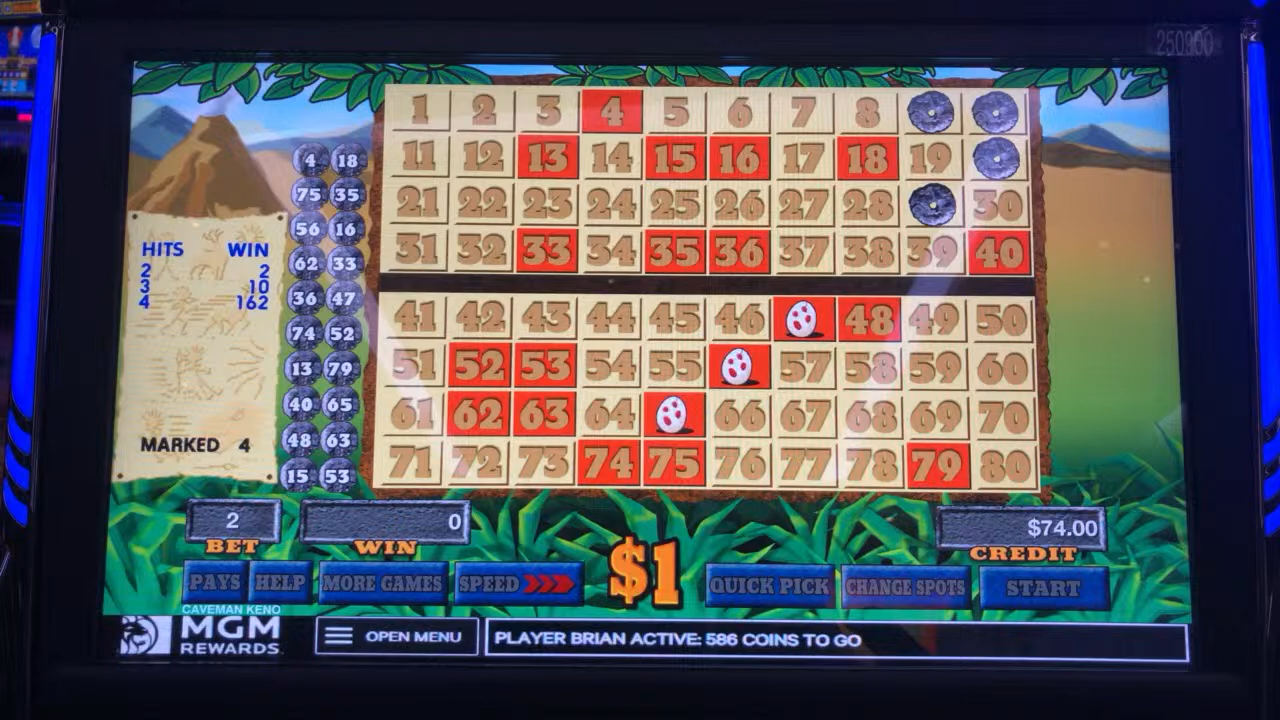 250900
1 2 3 4 5 6 7 8
11 12 13 14 15 16 17 18 19
21 22 23 24 25 26 27 28 30
31 32 33 34 35 36 37 38 39 40
41 42 43 44 45 46 48 49 50
51 52 53 54 55 57 58 59 60
61 62 63 64 66 67 68 69 70
71 72 73 74 75 76 77 78 79 80
4 18
75 35
56 16
62 33
36 47
74 52
13 79
40 65
48 63
15 53
HITS WIN
2 2
3 10
4 162
MARKED 4
2
BET
0
WIN
$1
$74.00
CREDIT
PAYS HELP MORE GAMES SPEED QUICK PICK CHANGE SPOTS START
CAVEMAN KENO
MGM
REWARDS
OPEN MENU
PLAYER BRIAN ACTIVE: 586 COINS TO GO